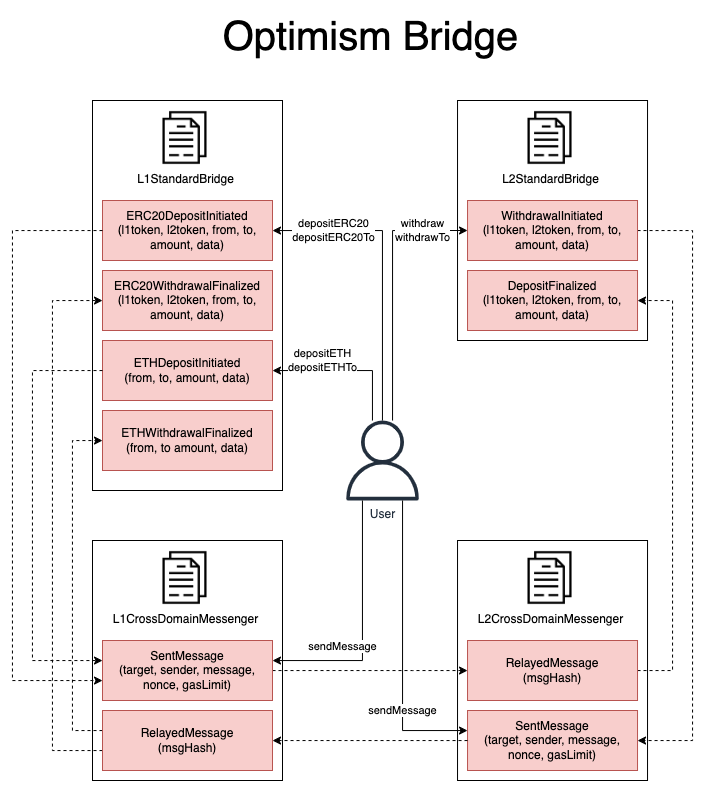 Optimism Bridge
L1StandardBridge
ERC20DepositInitiated
(l1token, l2token, from, to,
amount, data)
ERC20WithdrawalFinalized
(l1token, l2token, from, to,
amount, data)
ETHDepositInitiated
(from, to, amount, data)
ETHWithdrawalFinalized
(from, to amount, data)
depositERC20
depositERC20To
withdraw
withdrawTo
depositETH
depositETHTo
L2StandardBridge
WithdrawalInitiated
(l1token, l2token, from, to,
amount, data)
DepositFinalized
(l1token, l2token, from, to,
amount, data)
User
L1CrossDomainMessenger
SentMessage
(target, sender, message,
nonce, gasLimit)
RelayedMessage
(msgHash)
sendMessage
sendMessage
L2CrossDomainMessenger
RelayedMessage
(msgHash)
SentMessage
(target, sender, message,
nonce, gasLimit)